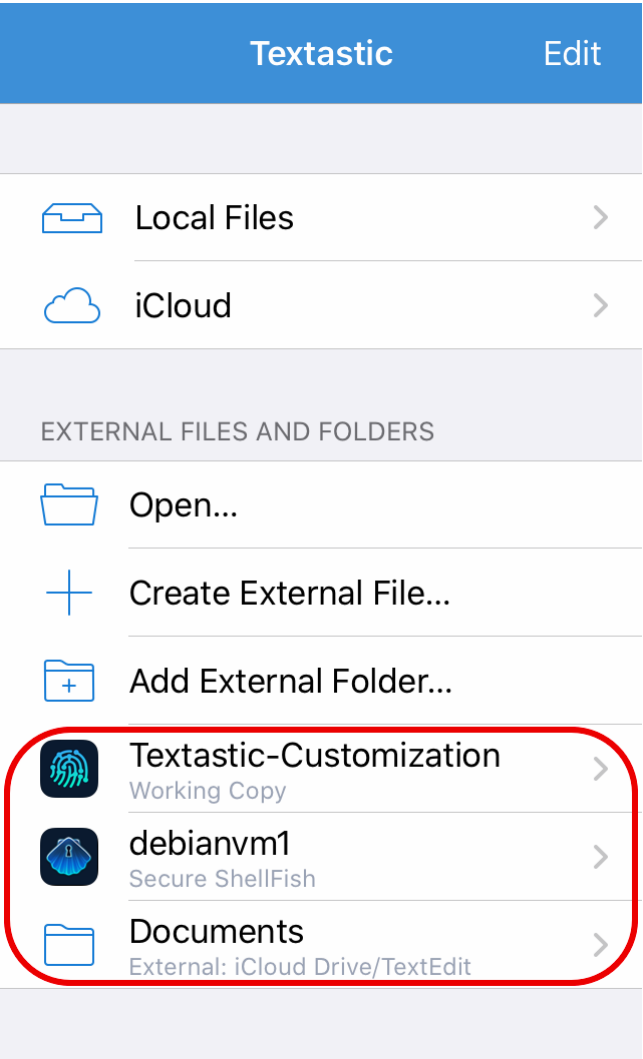 Textastic
Edit
Local Files
iCloud
EXTERNAL FILES AND FOLDERS
Open...
Create External File...
Add External Folder...
Textastic-Customization
Working Copy
debianvm1
Secure ShellFish
Documents
External: iCloud Drive/TextEdit